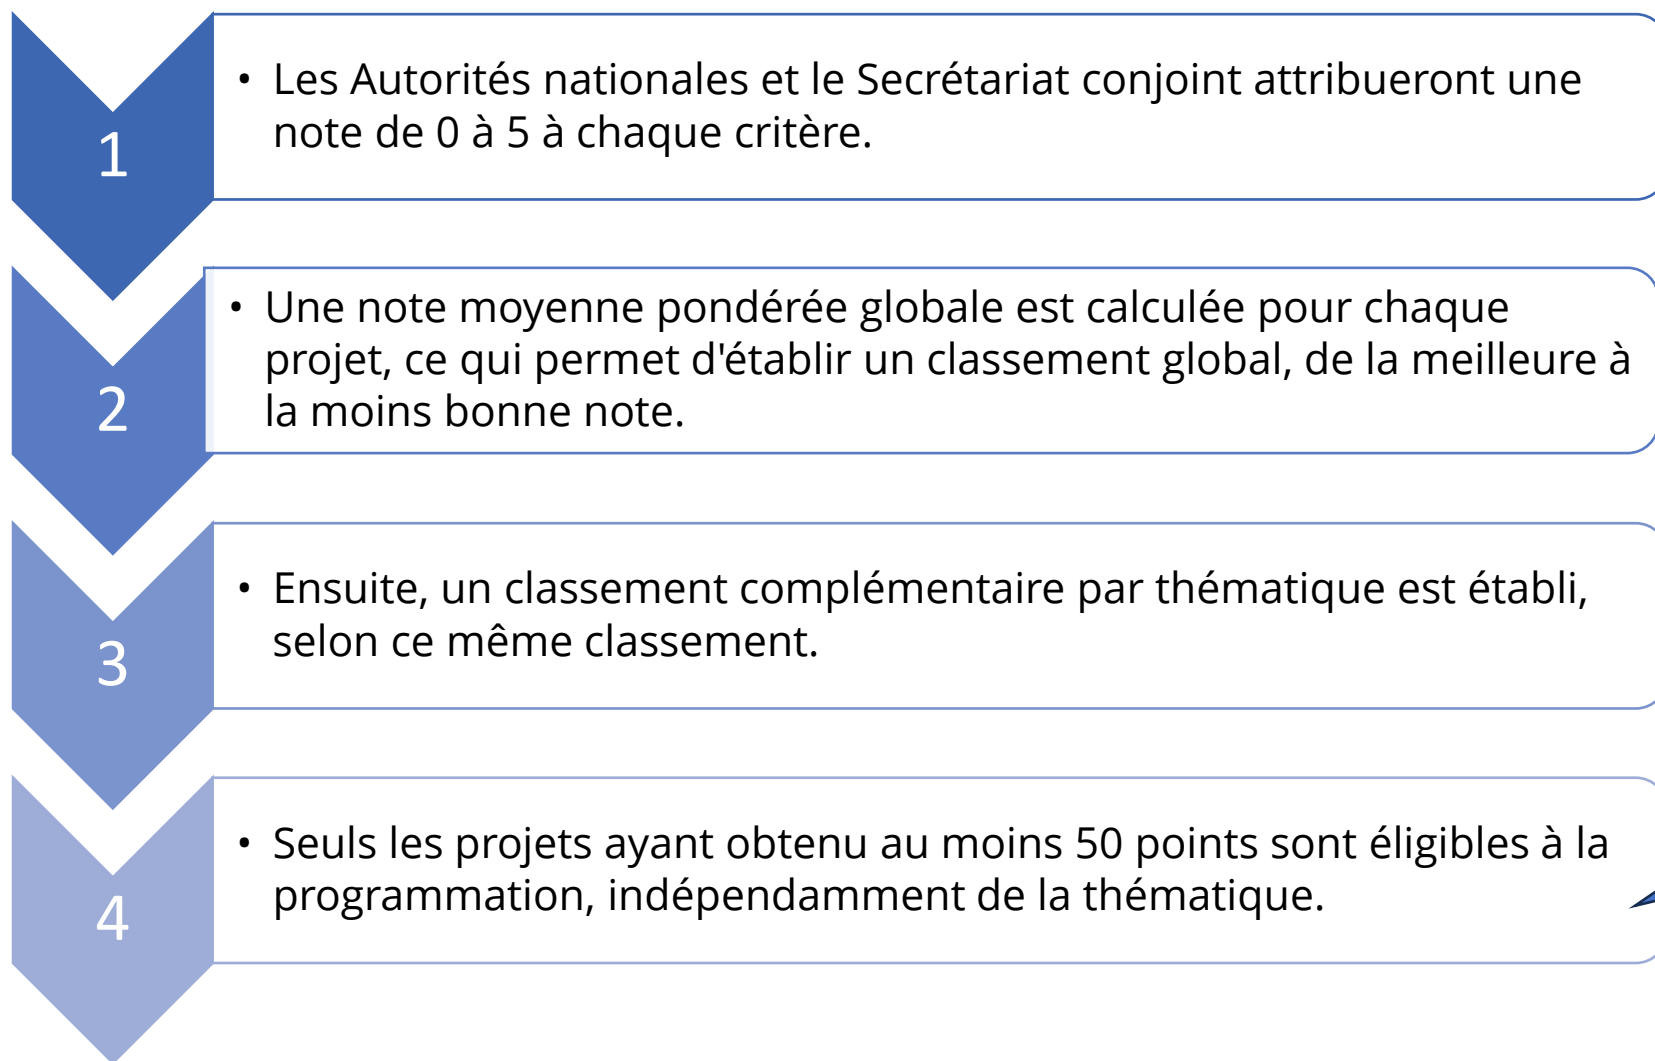 1
• Les Autorités nationales et le Secrétariat conjoint attribueront une
note de 0 à 5 à chaque critère.
2
• Une note moyenne pondérée globale est calculée pour chaque
projet, ce qui permet d'établir un classement global, de la meilleure à
la moins bonne note.
3
• Ensuite, un classement complémentaire par thématique est établi,
selon ce même classement.
4
• Seuls les projets ayant obtenu au moins 50 points sont éligibles à la
programmation, indépendamment de la thématique.